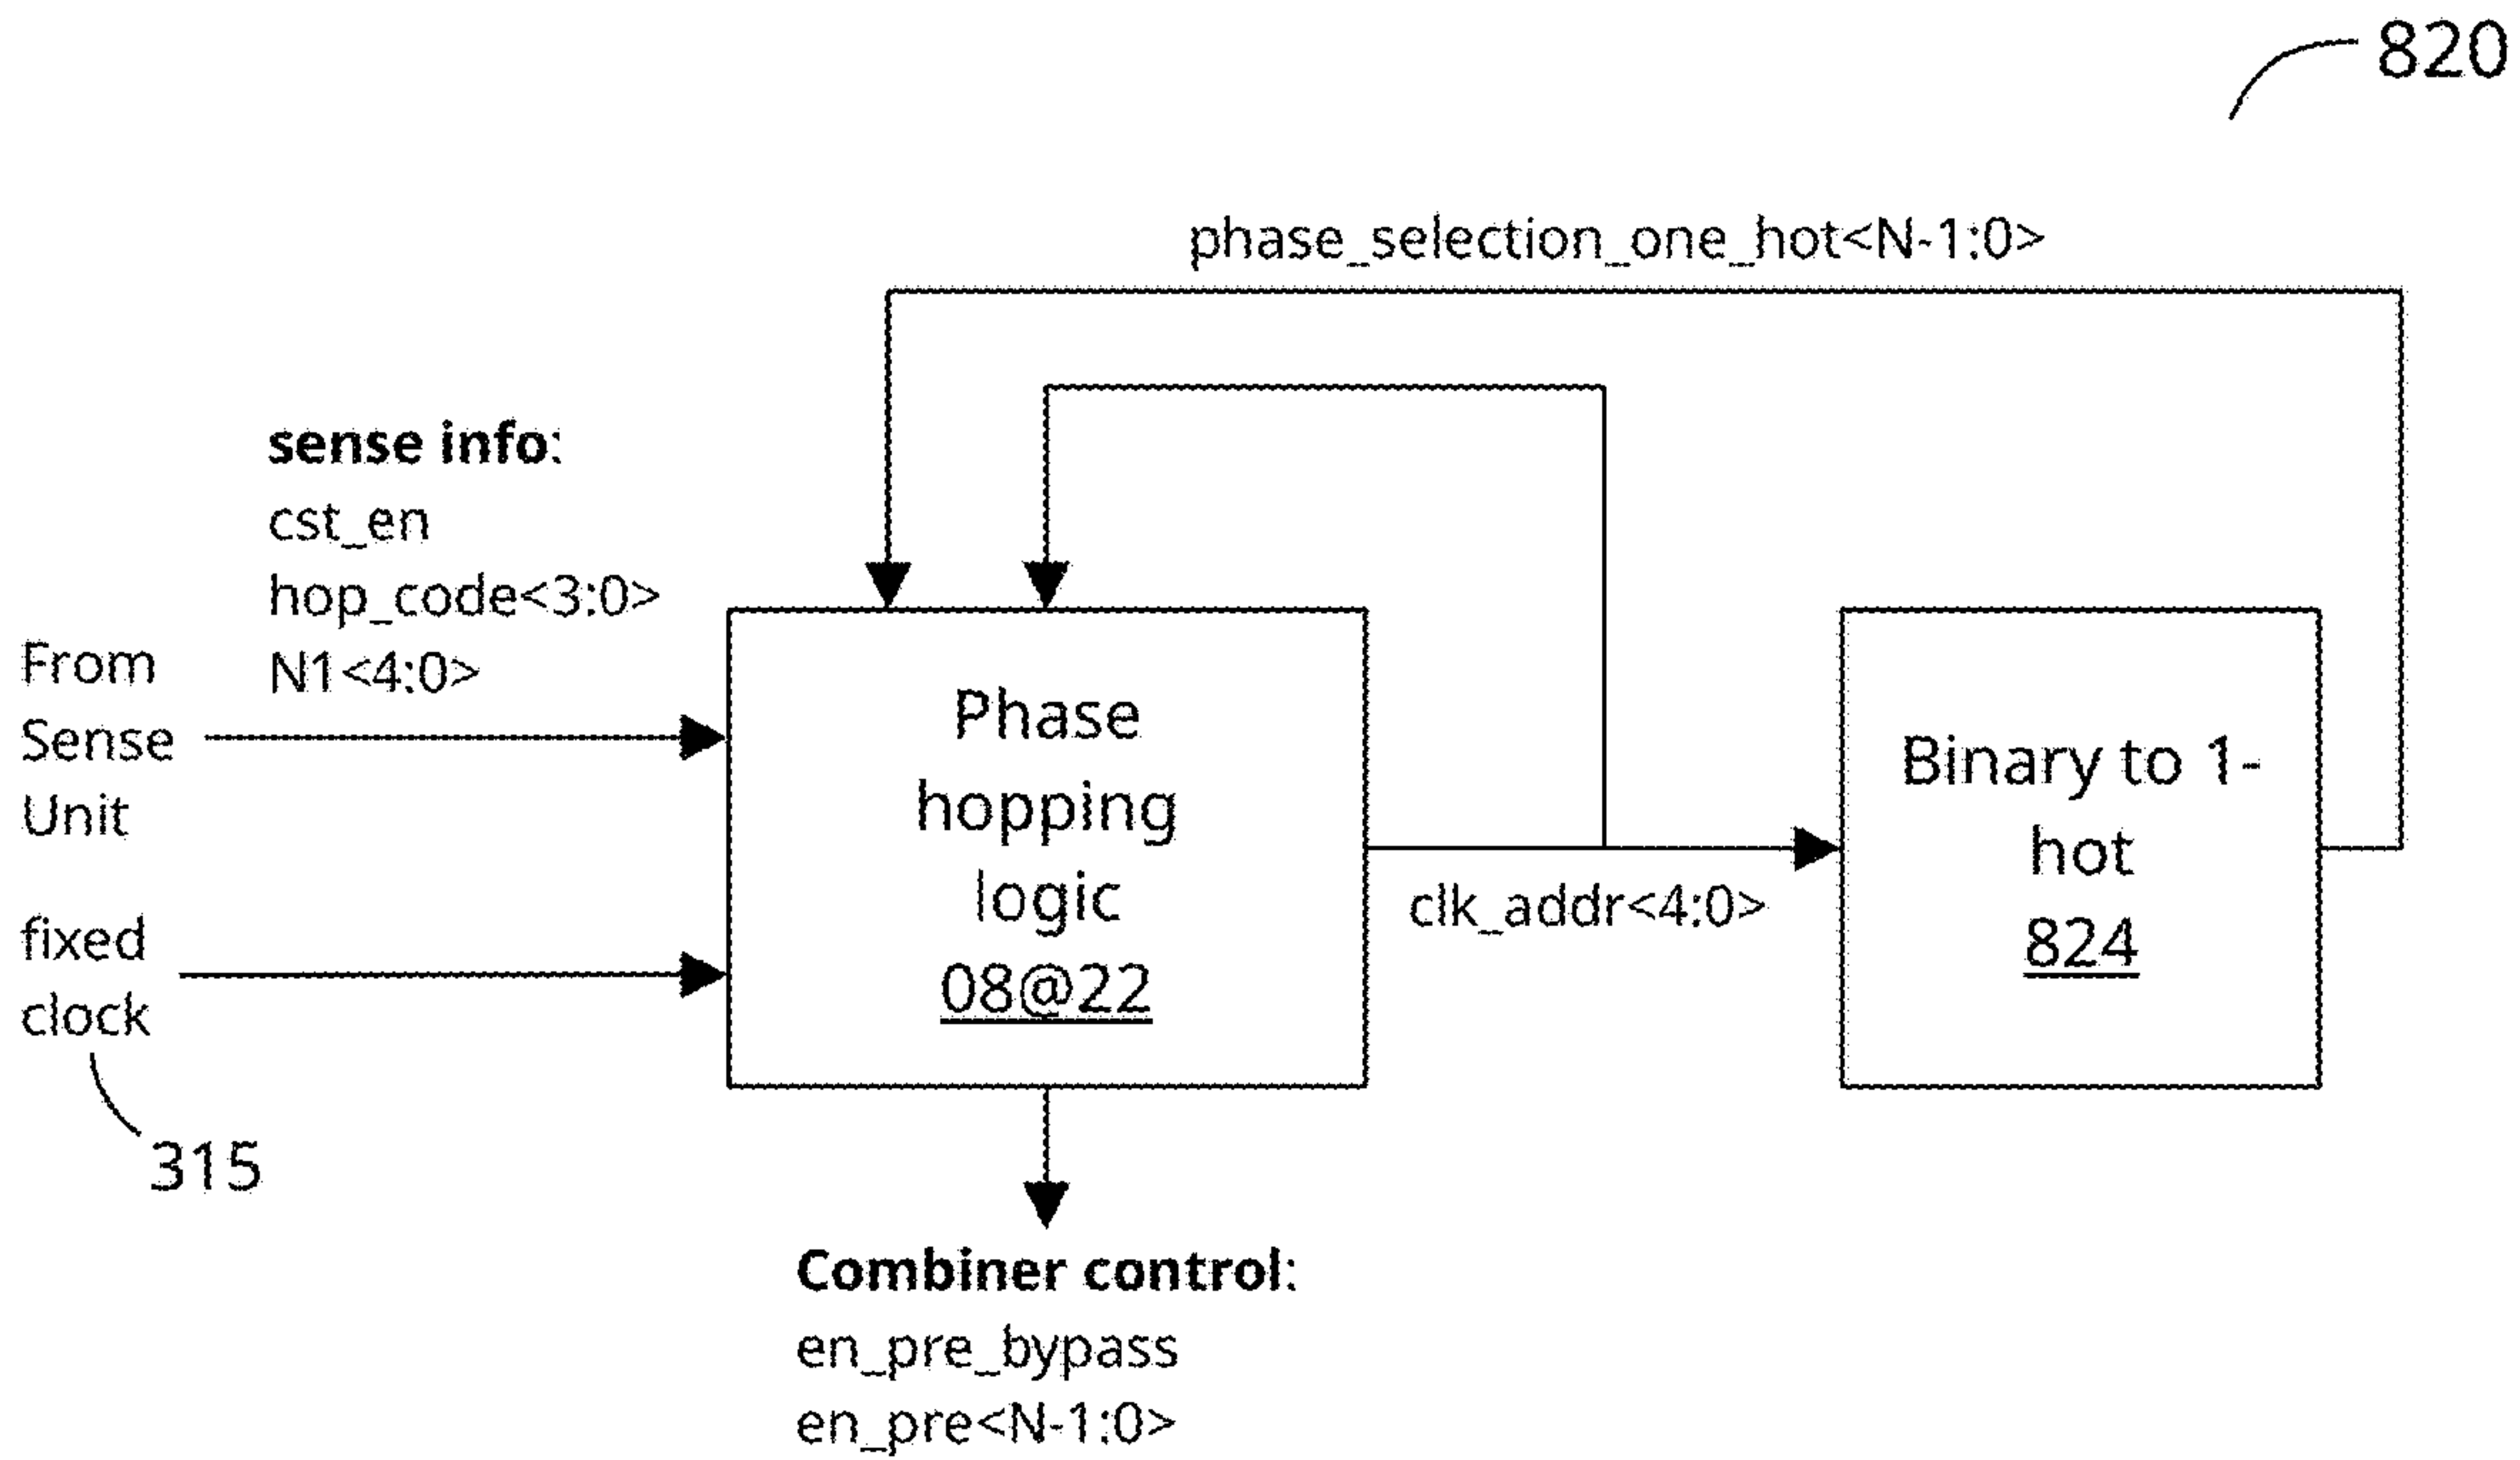 820
phase_selection_one_hot<N-1:0>
sense info:
cst_en
hop_code<3:0>
N1<4:0>
From
Sense
Unit
fixed
clock
315
Phase
hopping
logic
08@22
clk_addr<4:0>
Binary to 1-
hot
824
Combiner control:
en_pre_bypass
en_pre<N-1:0>